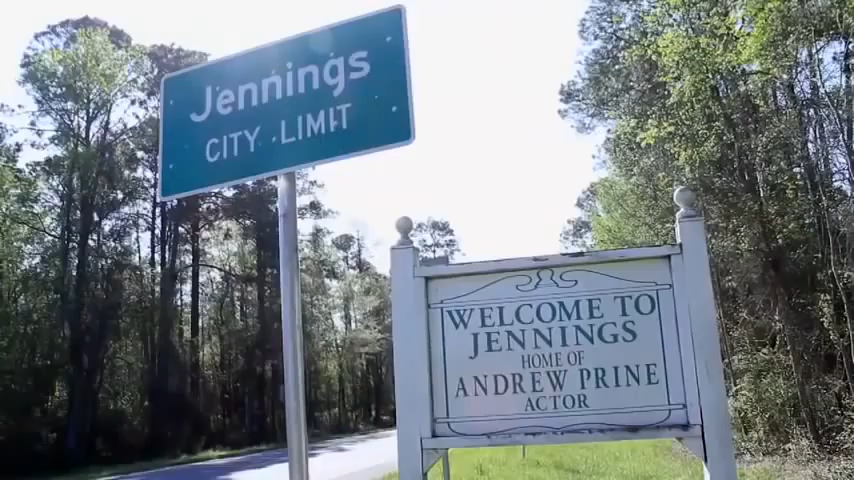 Jennings
CITY LIMIT
WELCOME TO
JENNINGS
HOME OF
ANDREW PRINE
ACTOR